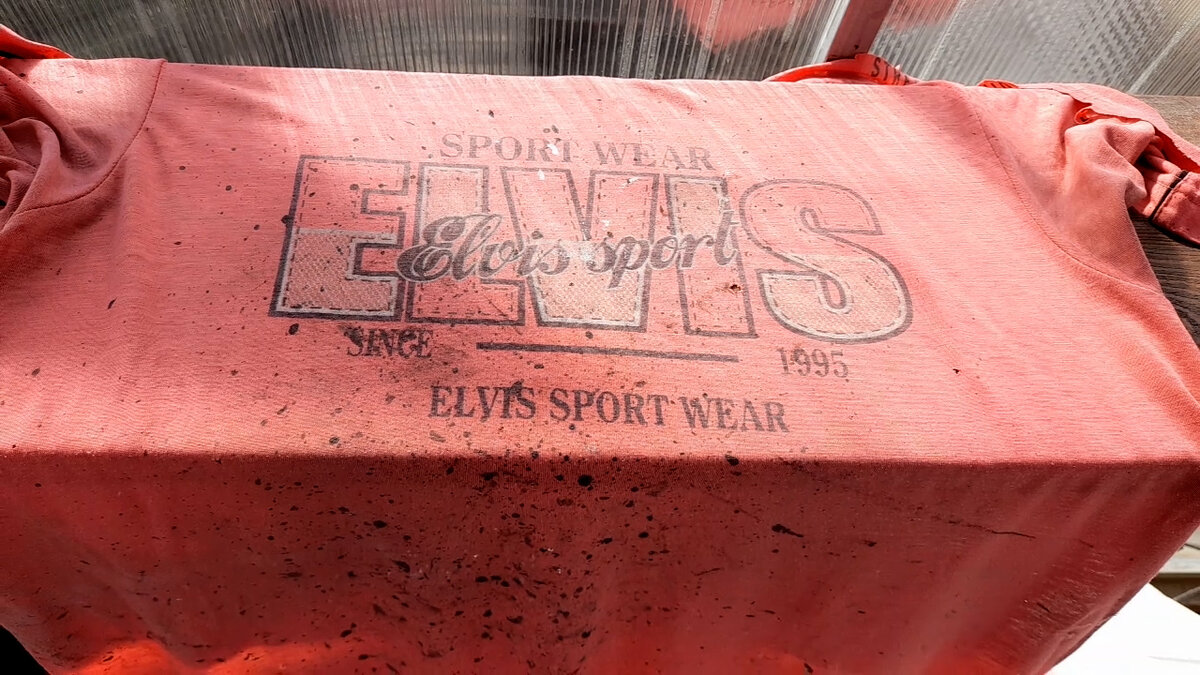 SPORT WEAR
ELVIS
Elvis sport
SINCE 1995
ELVIS SPORT WEAR